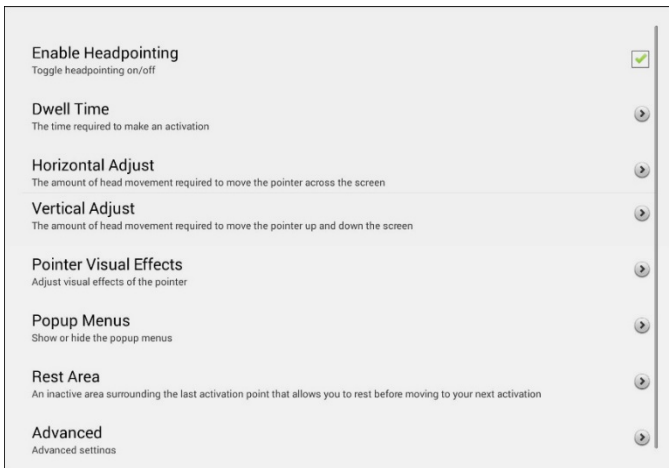 Enable Headpointing
Toggle headpointing on/off
Dwell Time
The time required to make an activation
Horizontal Adjust
The amount of head movement required to move the pointer across the screen
Vertical Adjust
The amount of head movement required to move the pointer up and down the screen
Pointer Visual Effects
Adjust visual effects of the pointer
Popup Menus
Show or hide the popup menus
Rest Area
An inactive area surrounding the last activation point that allows you to rest before moving to your next activation
Advanced
Advanced settings